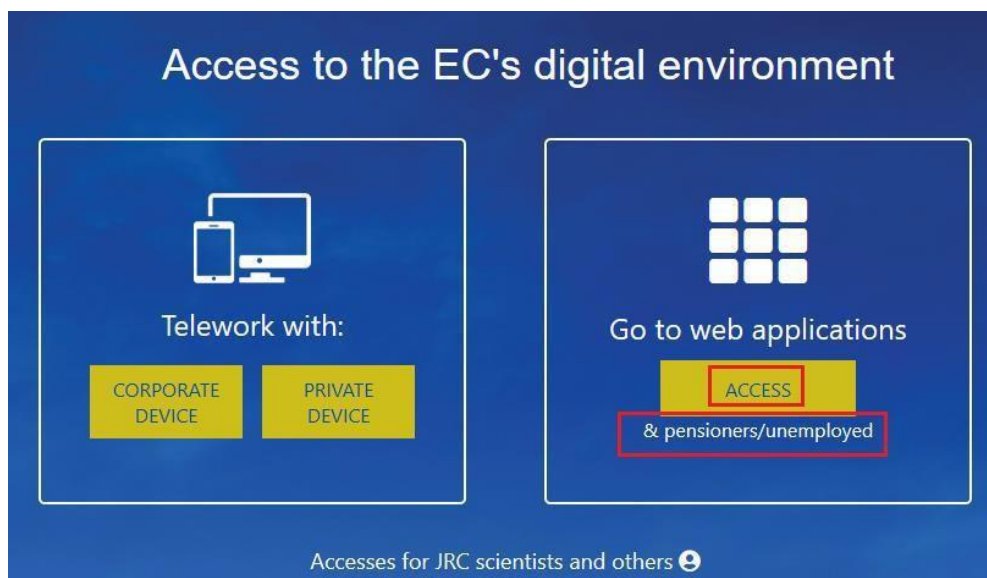 Access to the EC's digital environment
Telework with:
CORPORATE
DEVICE
PRIVATE
DEVICE
Go to web applications
ACCESS
& pensioners/unemployed
Accesses for JRC scientists and others